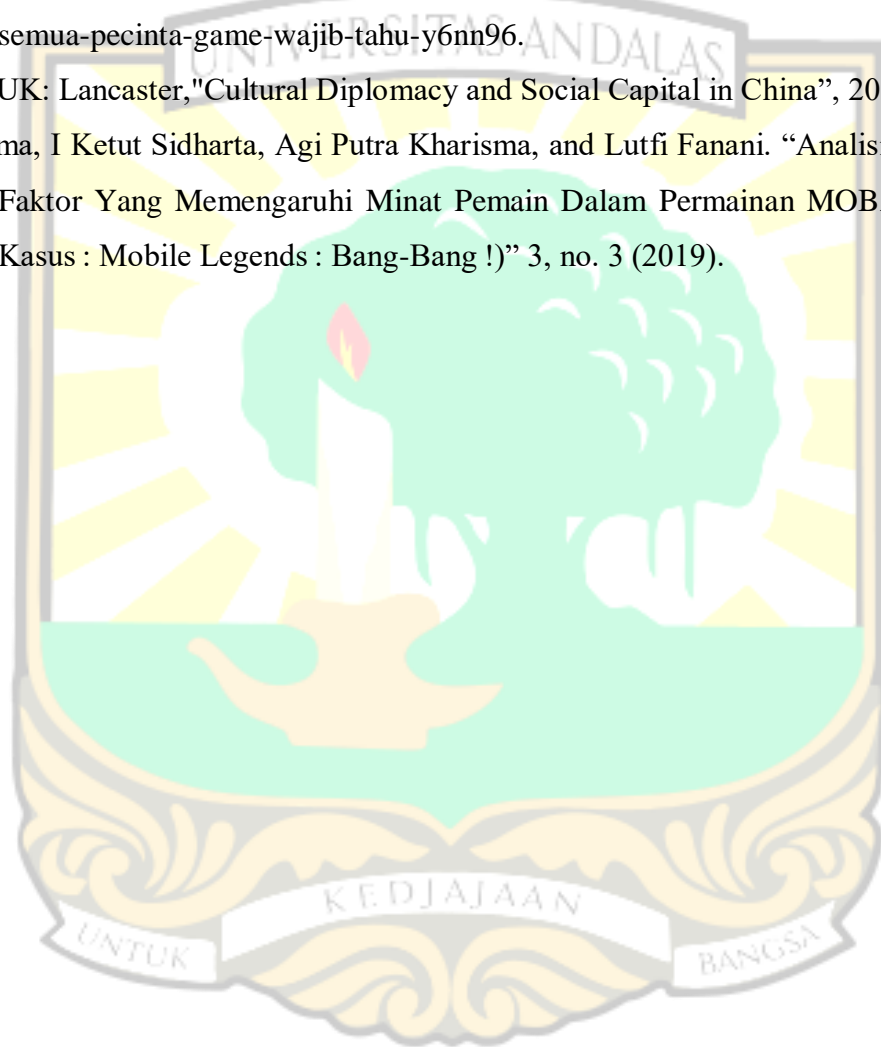 semua-pecinta-game-wajib-tahu-y6nn96.
UNIVERSITAS ANDALAS
UK: Lancaster,"Cultural Diplomacy and Social Capital in China”, 20
ma, I Ketut Sidharta, Agi Putra Kharisma, and Lutfi Fanani. “Analisi
Faktor Yang Memengaruhi Minat Pemain Dalam Permainan MOB
Kasus : Mobile Legends : Bang-Bang !)” 3, no. 3 (2019).
KEDJAJAAN
UNTUK
BANGSA